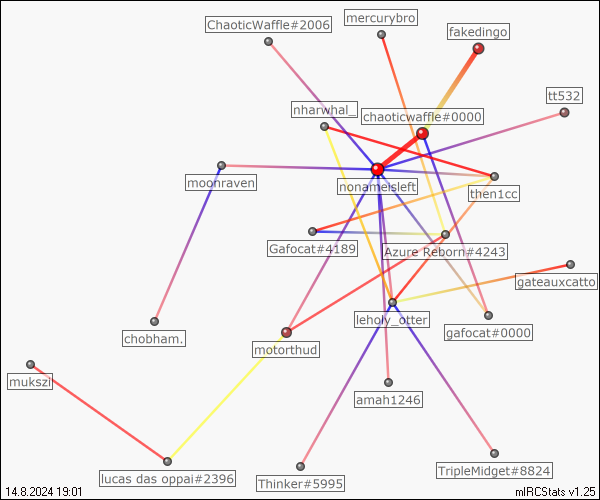 ChaoticWaffle#2006
mercurybro
fakedingo
tt532
nharwhal_
chaoticwaffle#0000
moonraven
nonameisleft
then1cc
Gafocat#4189
Azure Reborn#4243
gateauxcatto
leholy_otter
gafocat#0000
chobham.
motorthud
mukszi
amah1246
lucas das oppai#2396
Thinker#5995
TripleMidget#8824
14.8.2024 19:01
mIRCStats v1.25